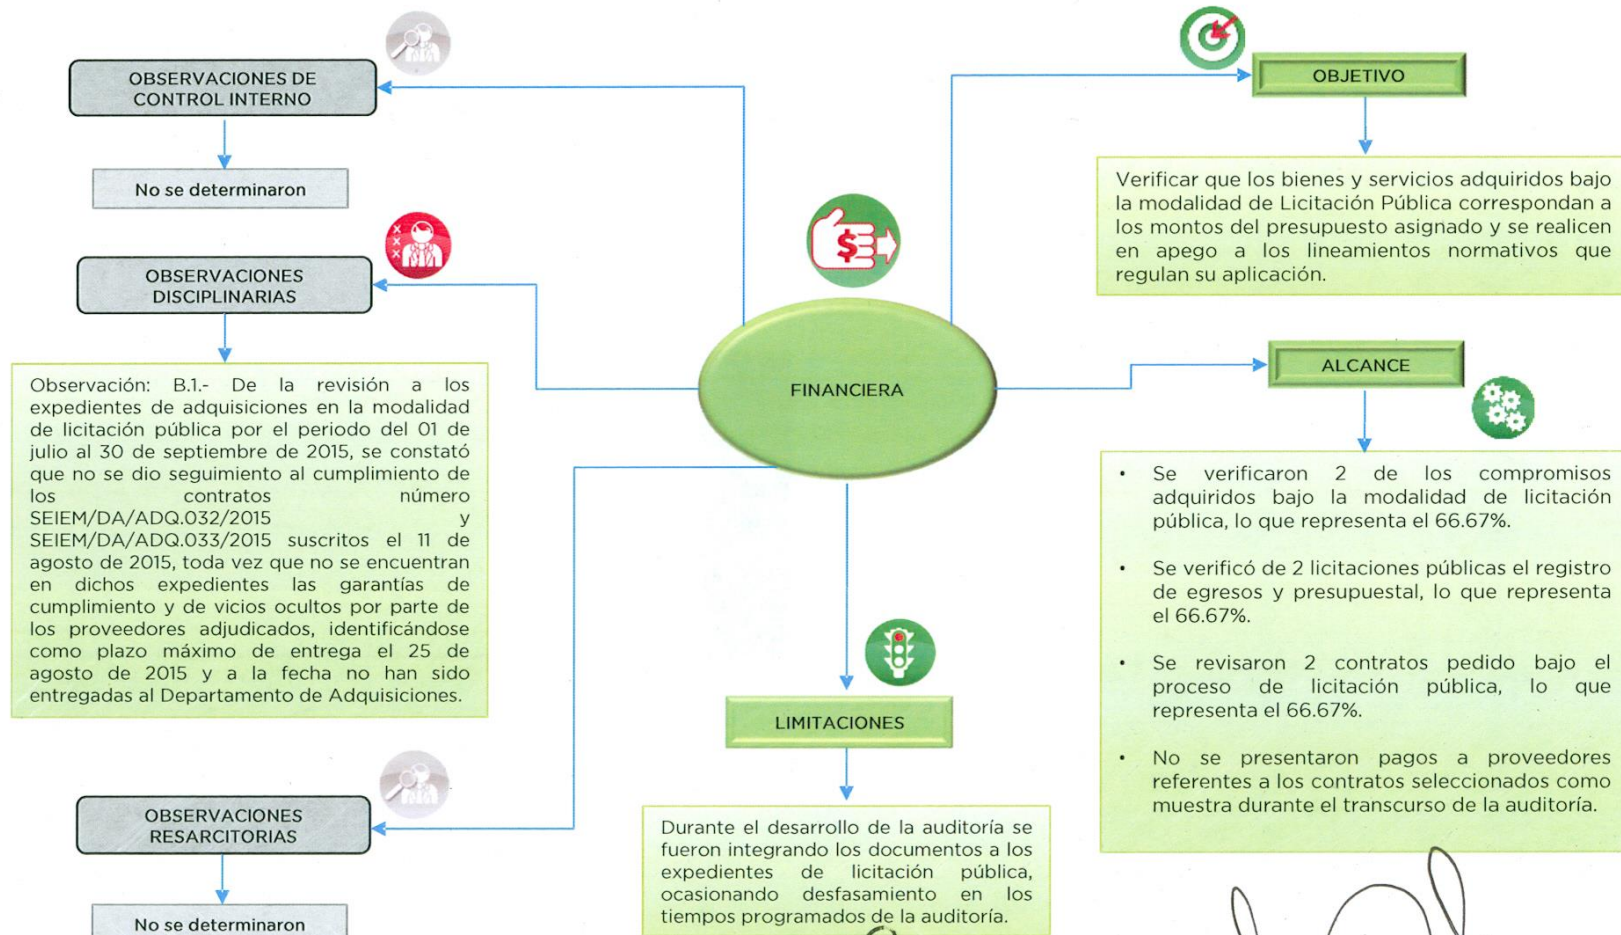 OBSERVACIONES DE
CONTROL INTERNO
No se determinaron
OBSERVACIONES
DISCIPLINARIAS
Observación: B.1.- De la revisión a los
expedientes de adquisiciones en la modalidad
de licitación pública por el periodo del 01 de
julio al 30 de septiembre de 2015, se constató
que no se dio seguimiento al cumplimiento de
los contratos número
SEIEM/DA/ADQ.032/2015 y
SEIEM/DA/ADQ.033/2015 suscritos el 11 de
agosto de 2015, toda vez que no se encuentran
en dichos expedientes las garantías de
cumplimiento y de vicios ocultos por parte de
los proveedores adjudicados, identificándose
como plazo máximo de entrega el 25 de
agosto de 2015 y a la fecha no han sido
entregadas al Departamento de Adquisiciones.
OBSERVACIONES
RESARCITORIAS
No se determinaron
$
FINANCIERA
LIMITACIONES
Durante el desarrollo de la auditoría se
fueron integrando los documentos a los
expedientes de licitación pública,
ocasionando desfasamiento en los
tiempos programados de la auditoría.
OBJETIVO
Verificar que los bienes y servicios adquiridos bajo
la modalidad de Licitación Pública correspondan a
los montos del presupuesto asignado y se realicen
en apego a los lineamientos normativos que
regulan su aplicación.
ALCANCE
• Se verificaron 2 de los compromisos
adquiridos bajo la modalidad de licitación
pública, lo que representa el 66.67%.
• Se verificó de 2 licitaciones públicas el registro
de egresos y presupuestal, lo que representa
el 66.67%.
• Se revisaron 2 contratos pedido bajo el
proceso de licitación pública, lo que
representa el 66.67%.
• No se presentaron pagos a proveedores
referentes a los contratos seleccionados como
muestra durante el transcurso de la auditoría.